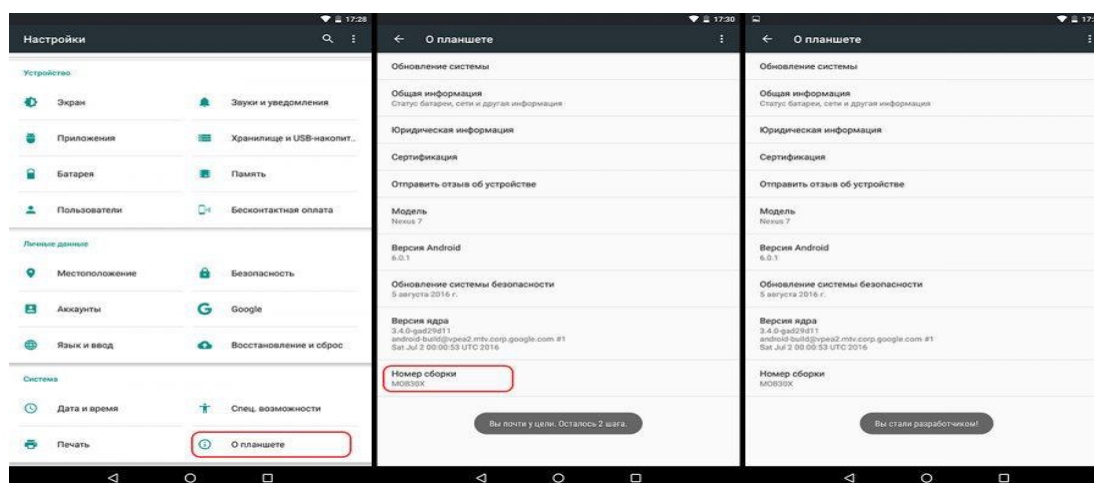 17:28
Настройки
Устройство
Экран
Звуки и уведомления
Приложения
Хранилище и USB-накопит..
Батарея
Память
Пользователи
Бесконтактная оплата
Личные данные
Местоположение
Безопасность
Аккаунты
Google
Язык и ввод
Восстановление и сброс
Система
Дата и время
Спец. возможности
Печать
О планшете
17:30
О планшете
Обновление системы
Общая информация
Статус батареи, сети и другая информация
Юридическая информация
Сертификация
Отправить отзыв об устройстве
Модель
Nexus 7
Версия Android
6.0.1
Обновление системы безопасности
5 августа 2016 г.
Версия ядра
3.4.0-gad29d11
android-build@vpea2.mtv.corp.google.com #1
Sat Jul 2 00:00:53 UTC 2016
Номер сборки
MOB30X
Вы почти у цели. Осталось 2 шага.
17:
О планшете
Обновление системы
Общая информация
Статус батареи, сети и другая информация
Юридическая информация
Сертификация
Отправить отзыв об устройстве
Модель
Nexus 7
Версия Android
6.0.1
Обновление системы безопасности
5 августа 2016 г.
Версия ядра
3.4.0-gad29d11
android-build@vpea2.mtv.corp.google.com #1
Sat Jul 2 00:00:53 UTC 2016
Номер сборки
MOB30X
Вы стали разработчиком!